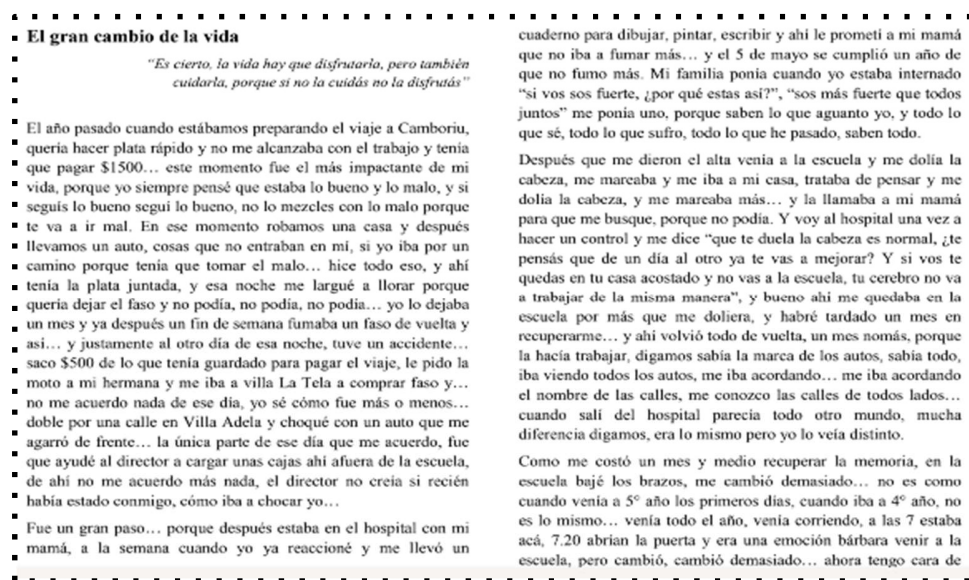 El gran cambio de la vida
"Es cierto, la vida hay que disfrutarla, pero también
cuidarla, porque si no la cuidás no la disfrutás"
El año pasado cuando estábamos preparando el viaje a Camboriu,
quería hacer plata rápido y no me alcanzaba con el trabajo y tenía
que pagar $1500… este momento fue el más impactante de mi
vida, porque yo siempre pensé que estaba lo bueno y lo malo, y si
seguís lo bueno seguí lo bueno, no lo mezcles con lo malo porque
te va a ir mal. En ese momento robamos una casa y después
llevamos un auto, cosas que no entraban en mí, si yo iba por un
camino porque tenía que tomar el malo… hice todo eso, y ahí
tenía la plata juntada, y esa noche me largué a llorar porque
quería dejar el faso y no podía, no podía, no podía… yo lo dejaba
un mes y ya después un fin de semana fumaba un faso de vuelta y
así… y justamente al otro día de esa noche, tuve un accidente…
saco $500 de lo que tenía guardado para pagar el viaje, le pido la
moto a mi hermana y me iba a villa La Tela a comprar faso y…
no me acuerdo nada de ese día, yo sé cómo fue más o menos…
doble por una calle en Villa Adela y choqué con un auto que me
agarró de frente… la única parte de ese día que me acuerdo, fue
que ayudé al director a cargar unas cajas ahí afuera de la escuela,
de ahí no me acuerdo más nada, el director no creía si recién
había estado conmigo, cómo iba a chocar yo…
Fue un gran paso… porque después estaba en el hospital con mi
mamá, a la semana cuando yo ya reaccioné y me llevó un
cuaderno para dibujar, pintar, escribir y ahí le prometí a mi mamá
que no iba a fumar más… y el 5 de mayo se cumplió un año de
que no fumo más. Mi familia ponía cuando yo estaba internado
"si vos sos fuerte, ¿por qué estas así?", "sos más fuerte que todos
juntos" me ponía uno, porque saben lo que aguanto yo, y todo lo
que sé, todo lo que sufro, todo lo que he pasado, saben todo.
Después que me dieron el alta venía a la escuela y me dolía la
cabeza, me mareaba y me iba a mi casa, trataba de pensar y me
dolía la cabeza, y me mareaba más… y la llamaba a mi mamá
para que me busque, porque no podía. Y voy al hospital una vez a
hacer un control y me dice "que te duela la cabeza es normal, ¿te
pensás que de un día al otro ya te vas a mejorar? Y si vos te
quedas en tu casa acostado y no vas a la escuela, tu cerebro no va
a trabajar de la misma manera", y bueno ahí me quedaba en la
escuela por más que me doliera, y habré tardado un mes en
recuperarme… y ahí volvió todo de vuelta, un mes nomás, porque
la hacía trabajar, digamos sabía la marca de los autos, sabía todo,
iba viendo todos los autos, me iba acordando… me iba acordando
el nombre de las calles, me conozco las calles de todos lados…
cuando salí del hospital parecía todo otro mundo, mucha
diferencia digamos, era lo mismo pero yo lo veía distinto.
Como me costó un mes y medio recuperar la memoria, en la
escuela bajé los brazos, me cambió demasiado… no es como
cuando venía a 5° año los primeros días, cuando iba a 4° año, no
es lo mismo… venía todo el año, venía corriendo, a las 7 estaba
acá, 7.20 abrían la puerta y era una emoción bárbara venir a la
escuela, pero cambió, cambió demasiado… ahora tengo cara de